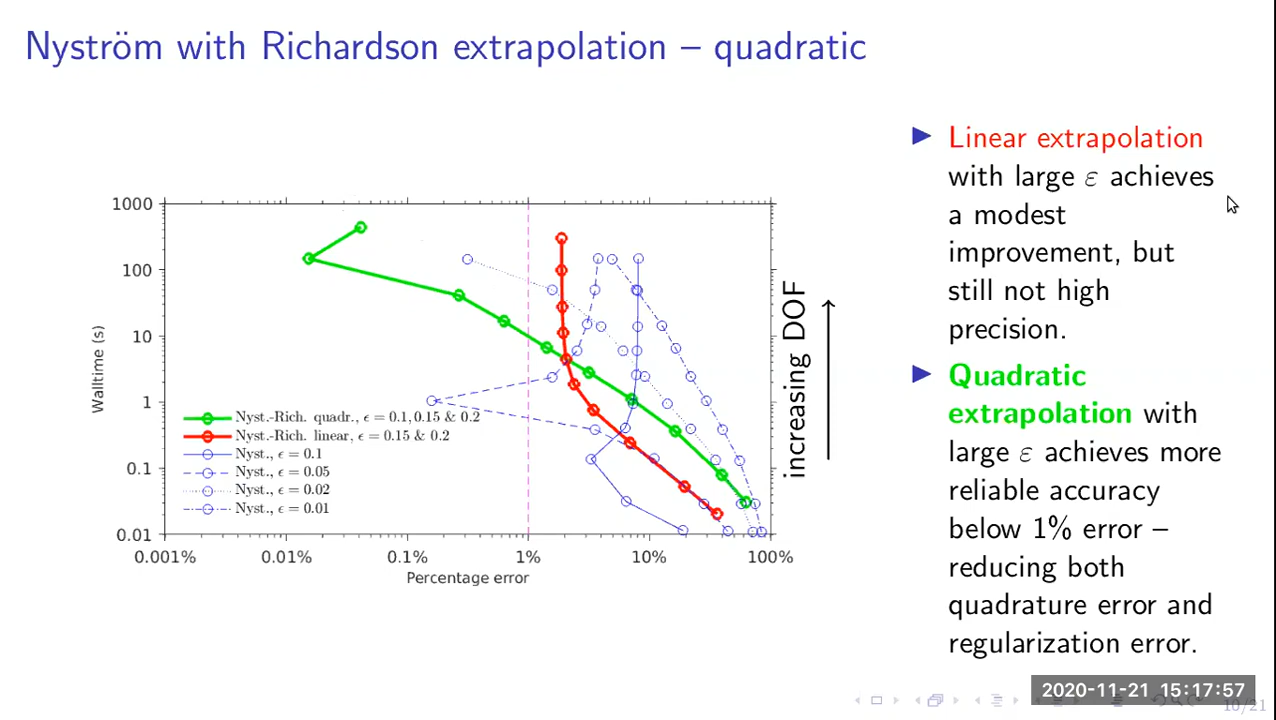 Nyström with Richardson extrapolation – quadratic
▶ Linear extrapolation
with large ε achieves
a modest
improvement, but
still not high
precision.
▶ Quadratic
extrapolation with
large ε achieves more
reliable accuracy
below 1% error –
reducing both
quadrature error and
regularization error.
1000
100
10
1
0.1
0.01
Walltime (s)
Nyst.-Rich. quadr., ϵ = 0.1, 0.15 & 0.2
Nyst.-Rich. linear, ϵ = 0.15 & 0.2
Nyst., ϵ = 0.1
Nyst., ϵ = 0.05
Nyst., ϵ = 0.02
Nyst., ϵ = 0.01
0.001% 0.01% 0.1% 1% 10% 100%
Percentage error
increasing DOF
2020-11-21 15:17:57
10/21